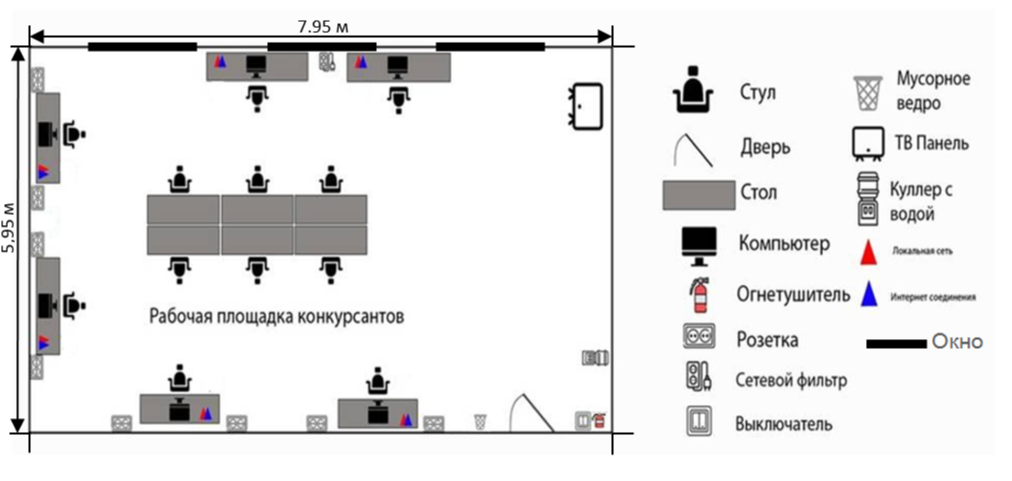 7.95 м
5.95 м
Рабочая площадка конкурсантов
Стул
Дверь
Стол
Компьютер
Огнетушитель
Розетка
Сетевой фильтр
Выключатель
Мусорное
ведро
ТВ Панель
Куллер с
водой
Локальная сеть
Интернет соединения
Окно